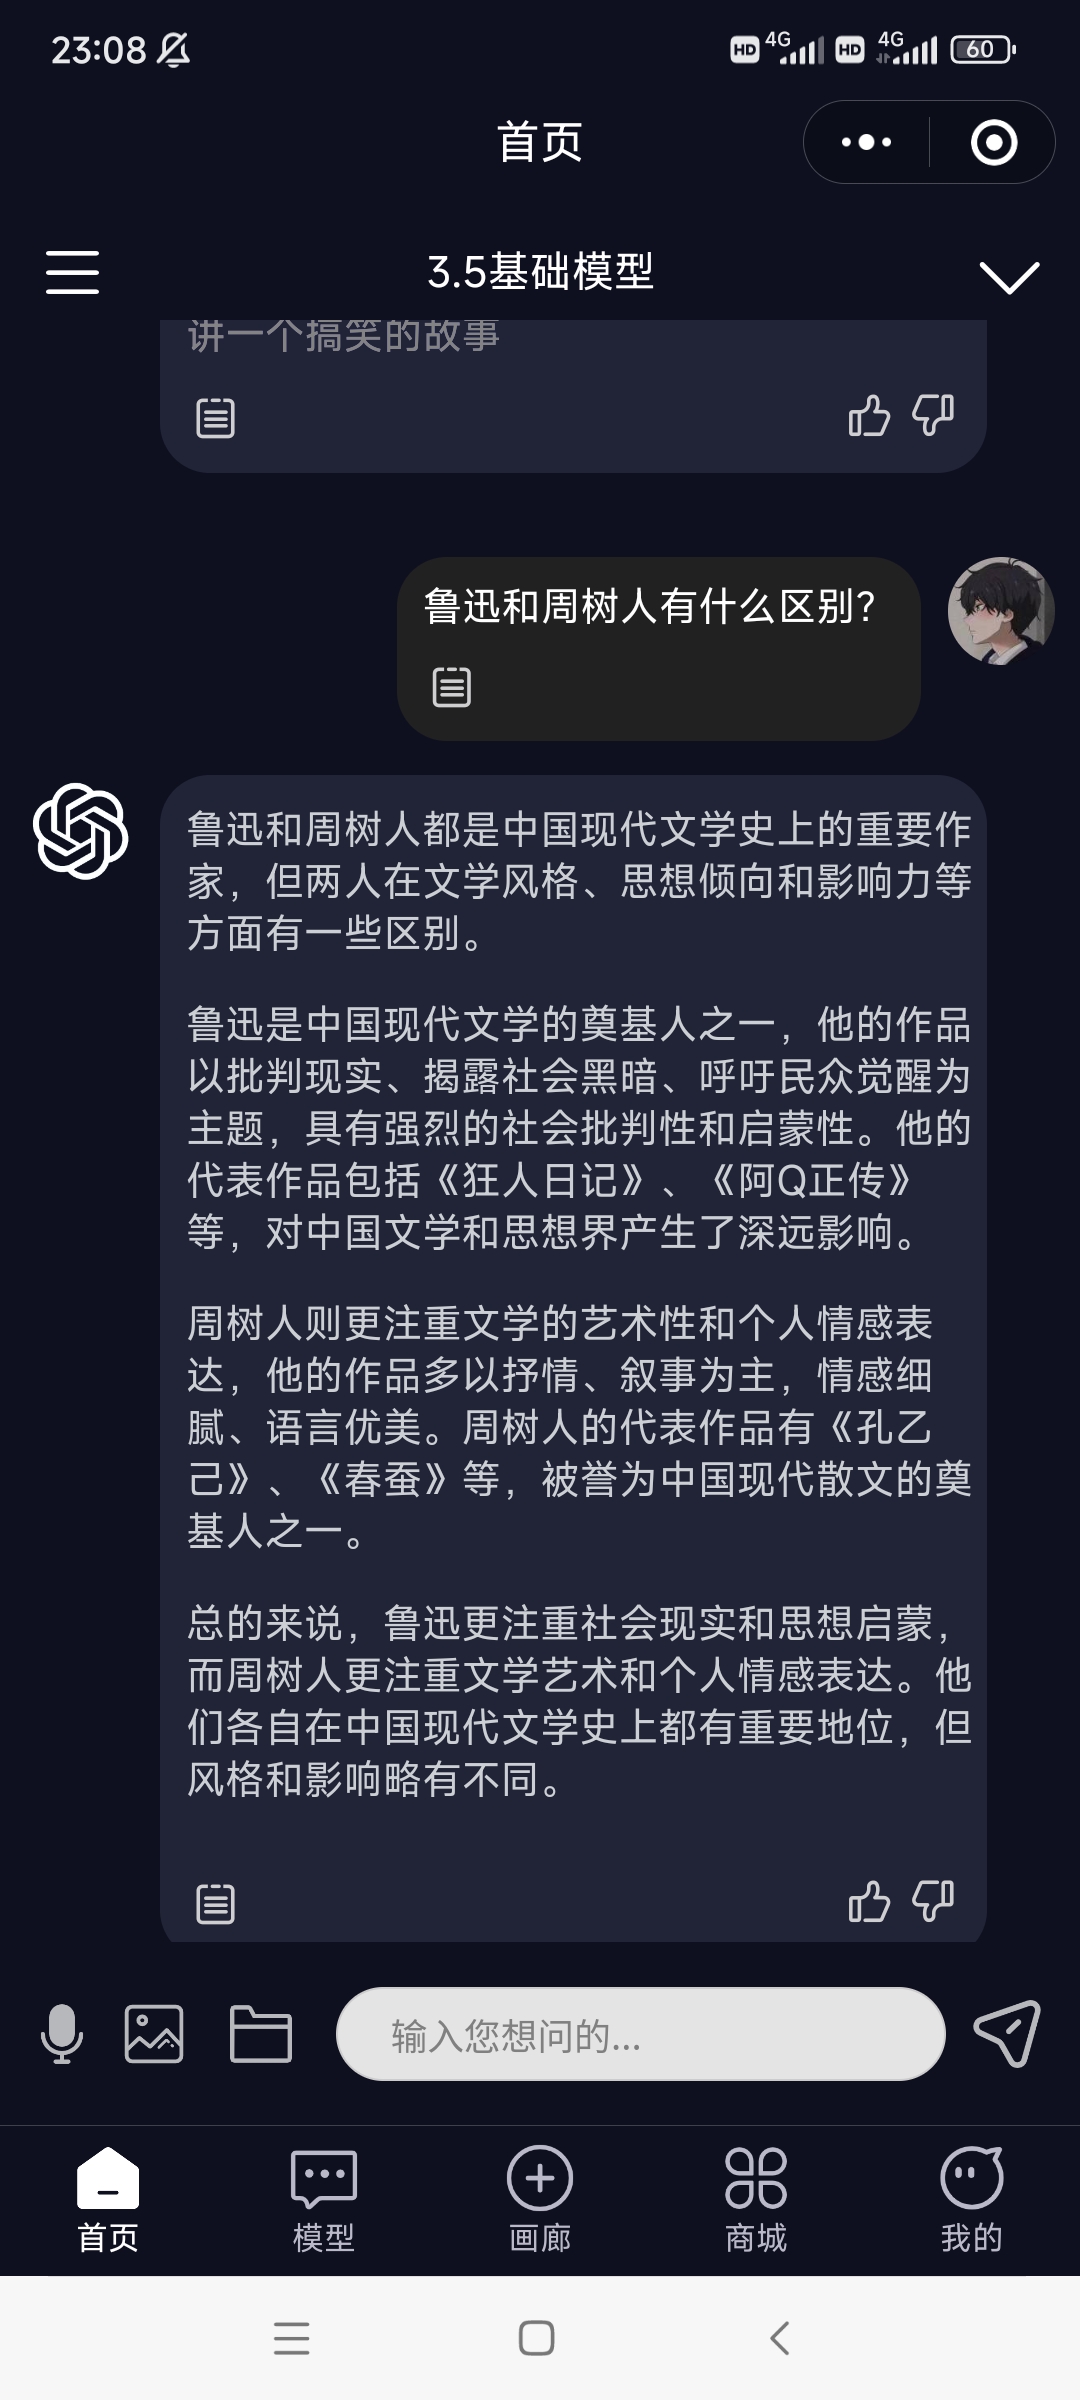 23:08
HD 4G HD 4G 60
首页
3.5基础模型
讲一个搞笑的故事
鲁迅和周树人有什么区别?
鲁迅和周树人都是中国现代文学史上的重要作
家，但两人在文学风格、思想倾向和影响力等
方面有一些区别。
鲁迅是中国现代文学的奠基人之一，他的作品
以批判现实、揭露社会黑暗、呼吁民众觉醒为
主题，具有强烈的社会批判性和启蒙性。他的
代表作品包括《狂人日记》、《阿Q正传》
等，对中国文学和思想界产生了深远影响。
周树人则更注重文学的艺术性和个人情感表
达，他的作品多以抒情、叙事为主，情感细
腻、语言优美。周树人的代表作品有《孔乙
己》、《春蚕》等，被誉为中国现代散文的奠
基人之一。
总的来说，鲁迅更注重社会现实和思想启蒙，
而周树人更注重文学艺术和个人情感表达。他
们各自在中国现代文学史上都有重要地位，但
风格和影响略有不同。
输入您想问的...
首页 模型 画廊 商城 我的